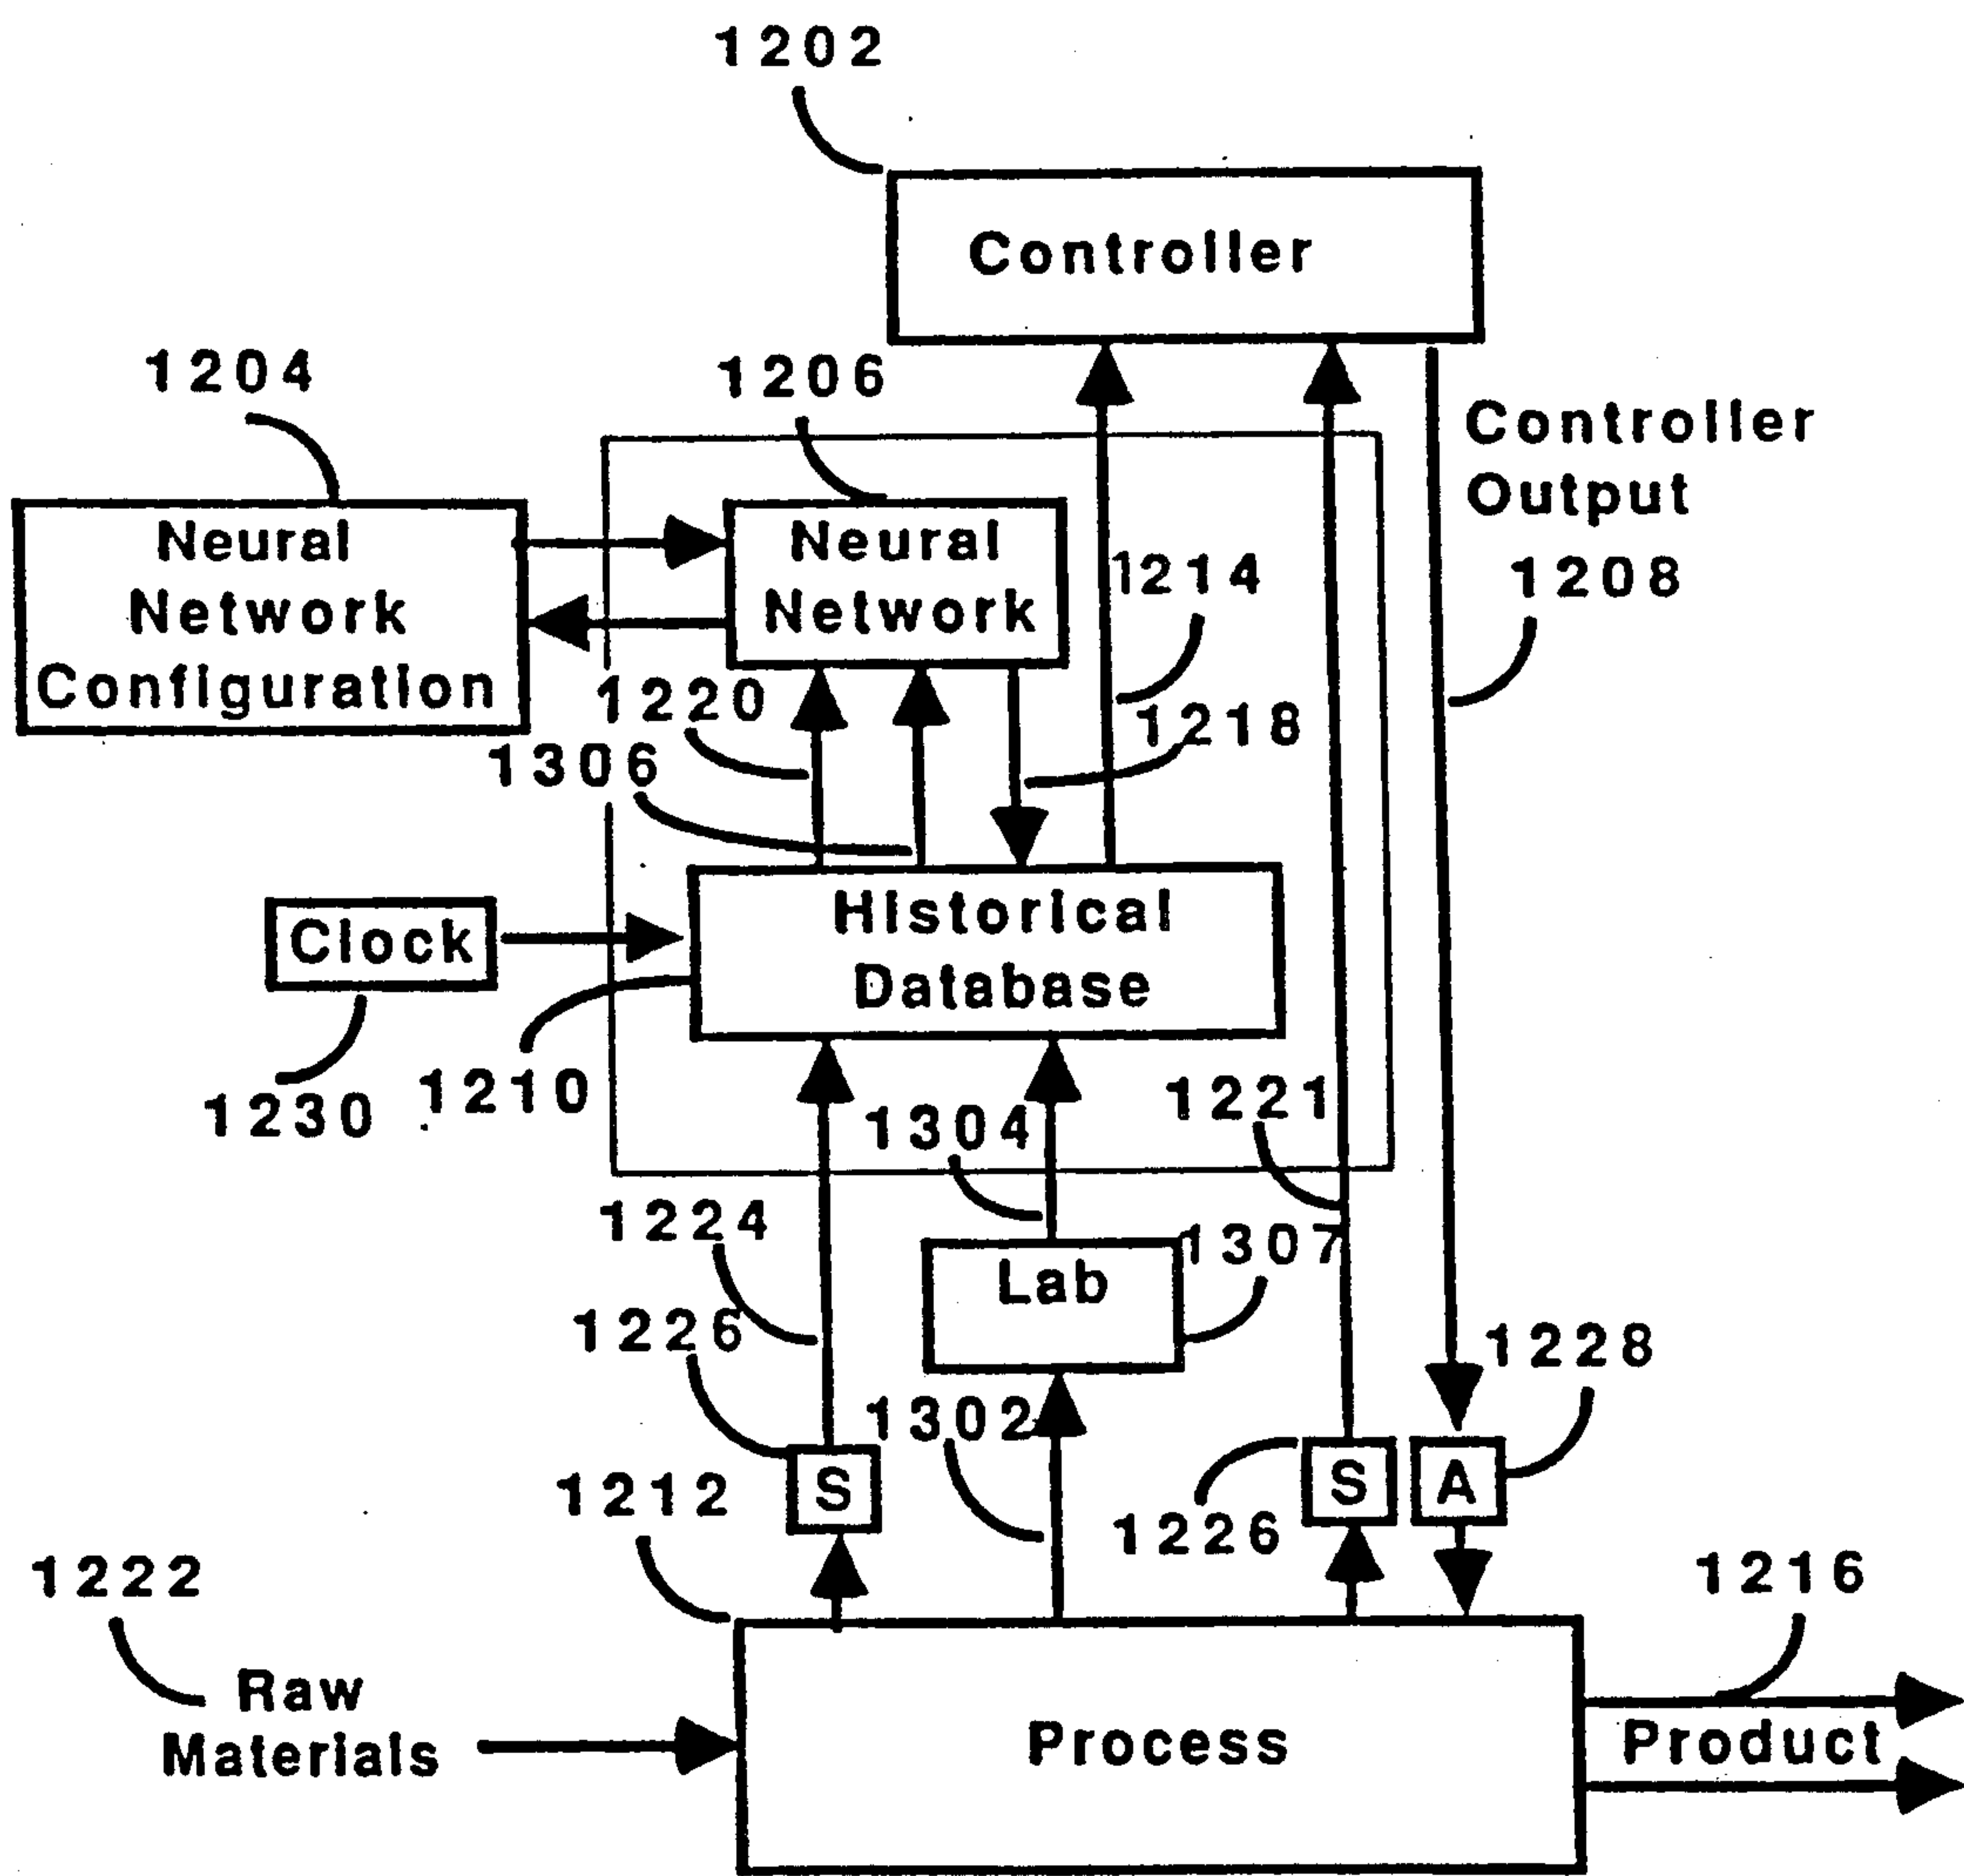 1202
Controller
1204
1206
Controller
Output
1208
Neural
Network
Configuration
Neural
Network
1214
1220
1218
1306
Historical
Database
Clock
1230
1210
1304
1221
1224
1307
Lab
1226
1228
1302
S
S
A
1212
1226
1222
1216
Raw
Materials
Process
Product